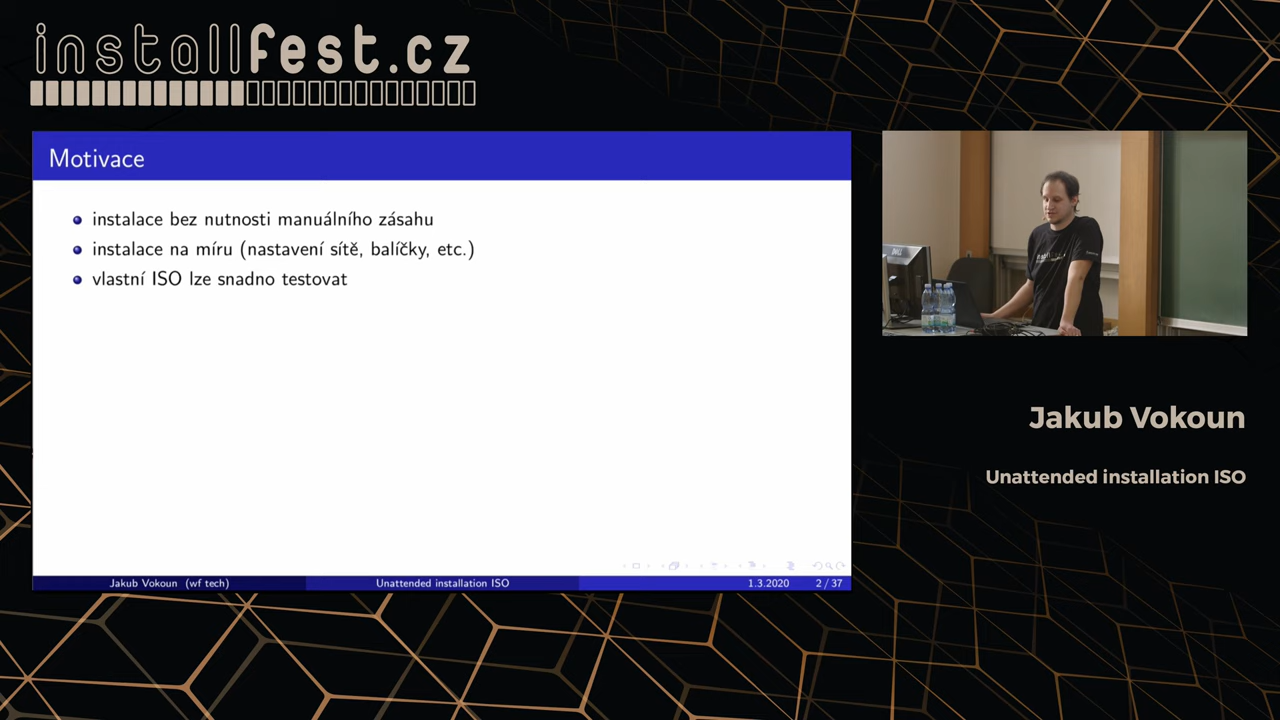 installfest.cz
Motivace
instalace bez nutnosti manuálního zásahu
instalace na míru (nastavení sítě, balíčky, etc.)
vlastní ISO lze snadno testovat
Jakub Vokoun (wf tech)
Unattended installation ISO
1.3.2020
2 / 37
Jakub Vokoun
Unattended installation ISO